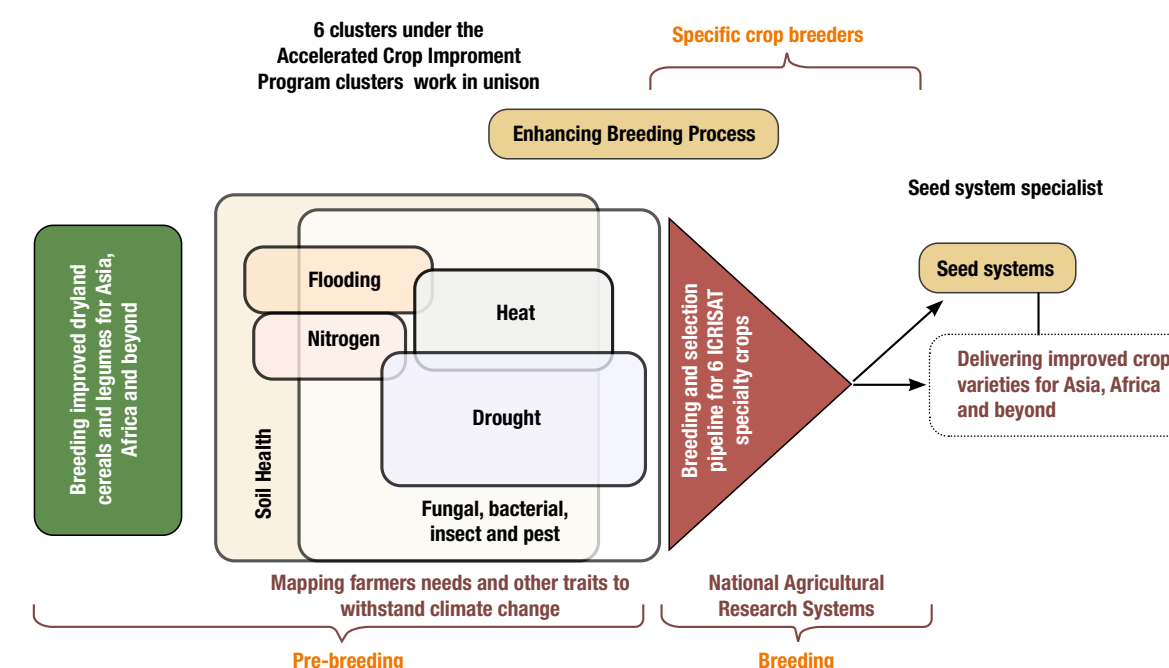 6 clusters under the
Accelerated Crop Improment
Program clusters work in unison
Specific crop breeders
Enhancing Breeding Process
Seed system specialist
Breeding improved dryland
cereals and legumes for Asia,
Africa and beyond
Flooding
Nitrogen
Heat
Drought
Soil Health
Fungal, bacterial,
insect and pest
Breeding and selection
pipeline for 6 ICRISAT
specialty crops
Seed systems
Delivering improved crop
varieties for Asia, Africa
and beyond
Mapping farmers needs and other traits to
withstand climate change
National Agricultural
Research Systems
Pre-breeding
Breeding